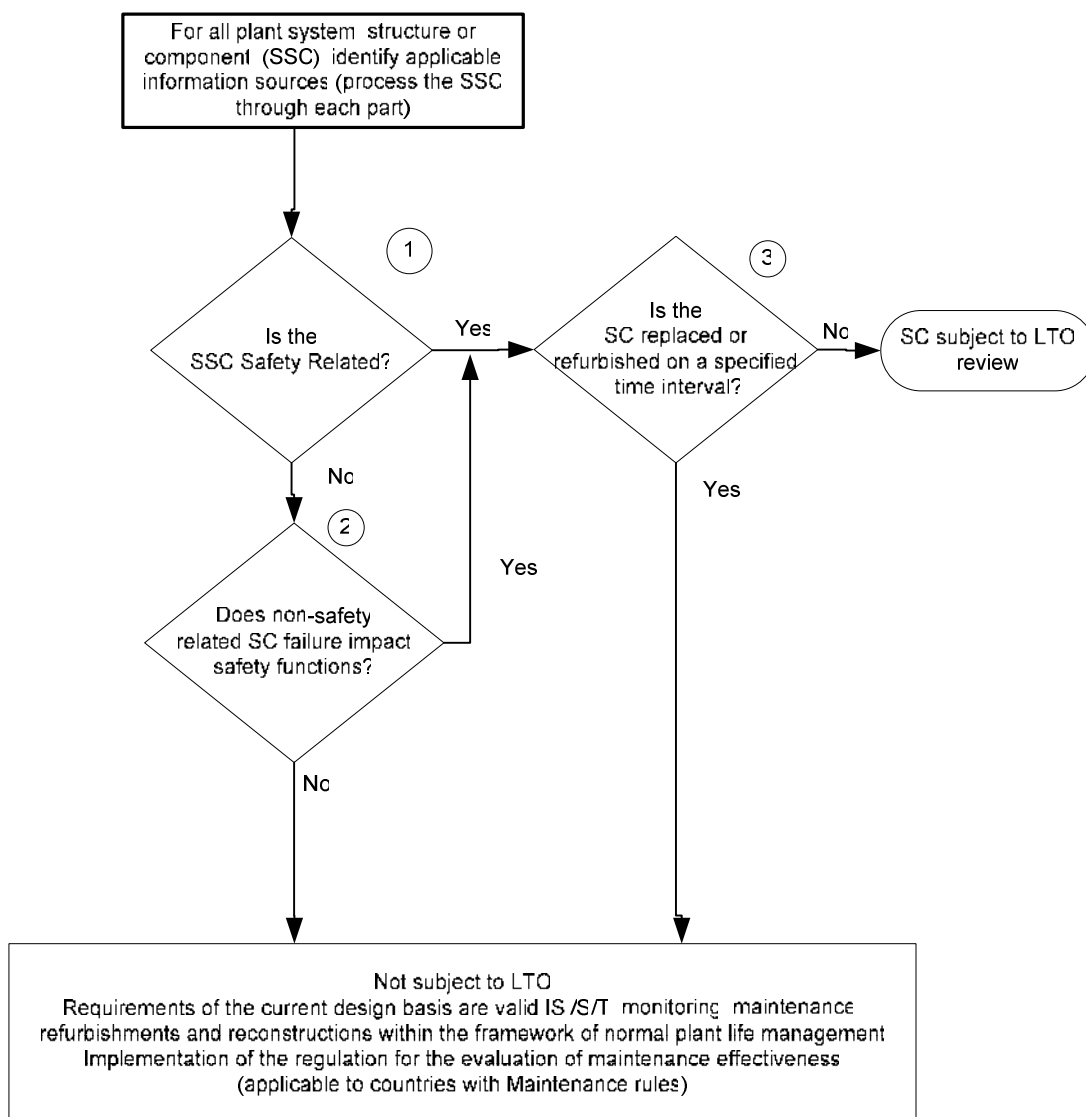 For all plant system structure or
component (SSC) identify applicable
information sources (process the SSC
through each part)
1
Is the
SSC Safety Related?
Yes
3
Is the
SC replaced or
refurbished on a specified
time interval?
No
SC subject to LTO
review
No
Yes
2
Does non-safety
related SC failure impact
safety functions?
Yes
No
Not subject to LTO
Requirements of the current design basis are valid IS /S/T monitoring maintenance
refurbishments and reconstructions within the framework of normal plant life management
Implementation of the regulation for the evaluation of maintenance effectiveness
(applicable to countries with Maintenance rules)